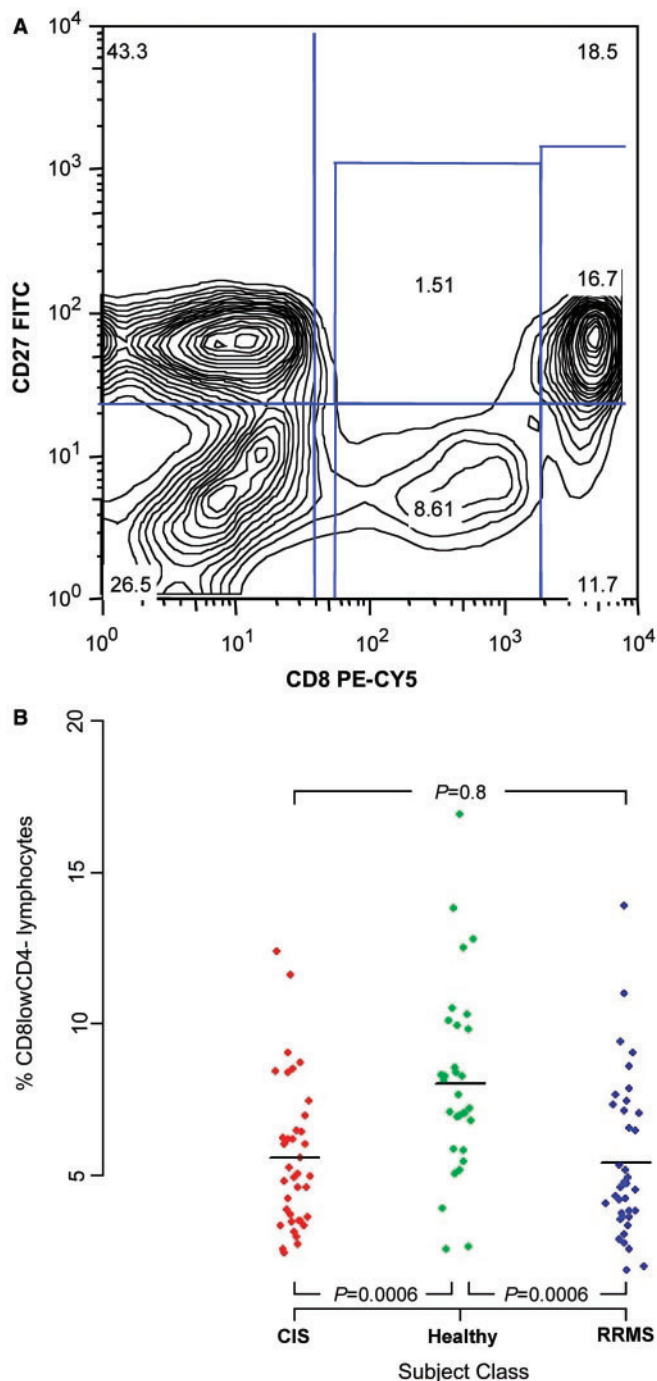 A
10^4
43.3
18.5
10^3
1.51
16.7
10^2
CD27 FITC
10^1
8.61
26.5
11.7
10^0
10^0 10^1 10^2 10^3 10^4
CD8 PE-CY5
B
20
P=0.8
15
% CD8lowCD4- lymphocytes
10
5
P=0.0006 P=0.0006
CIS Healthy RRMS
Subject Class